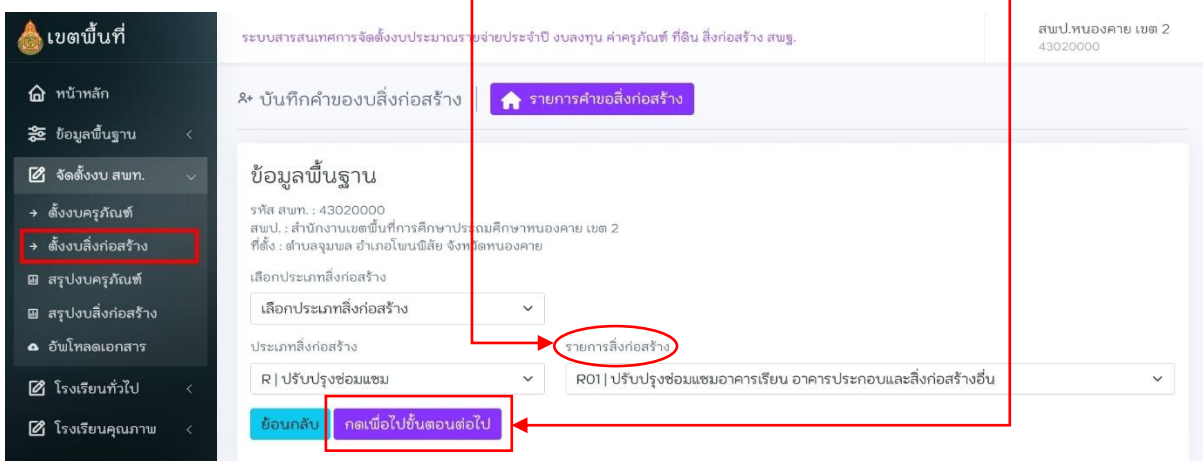 เขตพื้นที่
ระบบสารสนเทศการจัดตั้งงบประมาณรายจ่ายประจำปี งบลงทุน ค่าครุภัณฑ์ ที่ดิน สิ่งก่อสร้าง สพฐ.
สพป.หนองคาย เขต 2
43020000
หน้าหลัก
ข้อมูลพื้นฐาน
จัดตั้งงบ สพท.
ตั้งงบครุภัณฑ์
ตั้งงบสิ่งก่อสร้าง
สรุปงบครุภัณฑ์
สรุปงบสิ่งก่อสร้าง
อัพโหลดเอกสาร
โรงเรียนทั่วไป
โรงเรียนคุณภาพ
บันทึกคำของบสิ่งก่อสร้าง
รายการคำขอสิ่งก่อสร้าง
ข้อมูลพื้นฐาน
รหัส สพท. : 43020000
สพป. : สำนักงานเขตพื้นที่การศึกษาประถมศึกษาหนองคาย เขต 2
ที่ตั้ง : ตำบลจุมพล อำเภอโพนพิสัย จังหวัดหนองคาย
เลือกประเภทสิ่งก่อสร้าง
เลือกประเภทสิ่งก่อสร้าง
ประเภทสิ่งก่อสร้าง
รายการสิ่งก่อสร้าง
R | ปรับปรุงซ่อมแซม
R01 | ปรับปรุงซ่อมแซมอาคารเรียน อาคารประกอบและสิ่งก่อสร้างอื่น
ย้อนกลับ
กดเพื่อไปขั้นตอนต่อไป